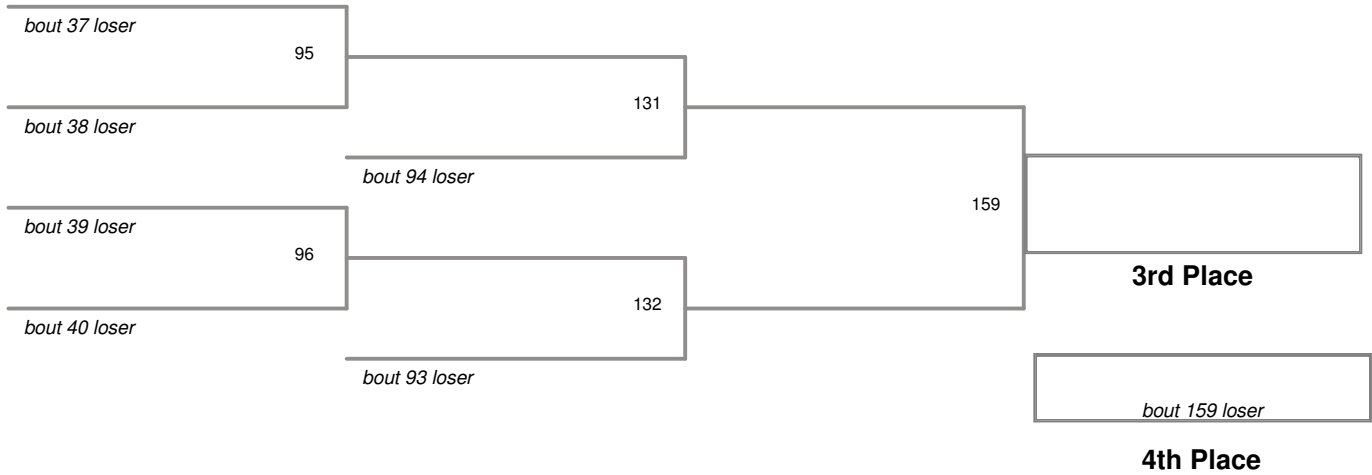 bout 37 loser
95
bout 38 loser
131
bout 94 loser
bout 39 loser
96
bout 40 loser
132
bout 93 loser
159
3rd Place
bout 159 loser
4th Place